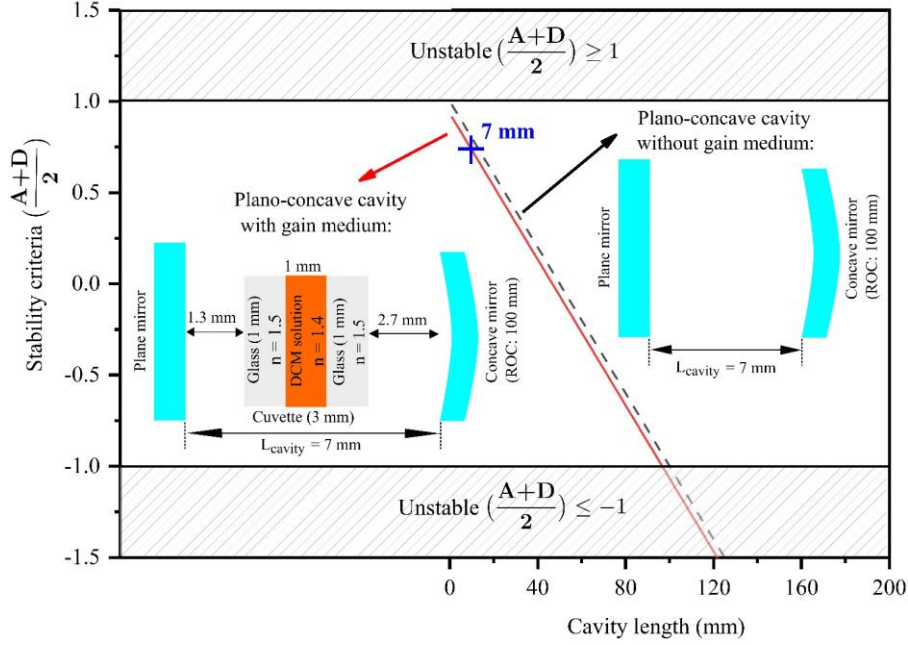 1.5
1.0
0.5
0.0
-0.5
-1.0
-1.5
Stability criteria (A+D/2)
Unstable (A+D/2) ≥ 1
7 mm
Plano-concave cavity
without gain medium:
Plane mirror
Concave mirror
(ROC: 100 mm)
Lcavity = 7 mm
Plano-concave cavity
with gain medium:
1 mm
1.3 mm
2.7 mm
Plane mirror
Glass (1 mm)
n = 1.5
DCM solution
n = 1.4
Glass (1 mm)
n = 1.5
Concave mirror
(ROC: 100 mm)
Cuvette (3 mm)
Lcavity = 7 mm
Unstable (A+D/2) ≤ −1
0
40
80
120
160
200
Cavity length (mm)